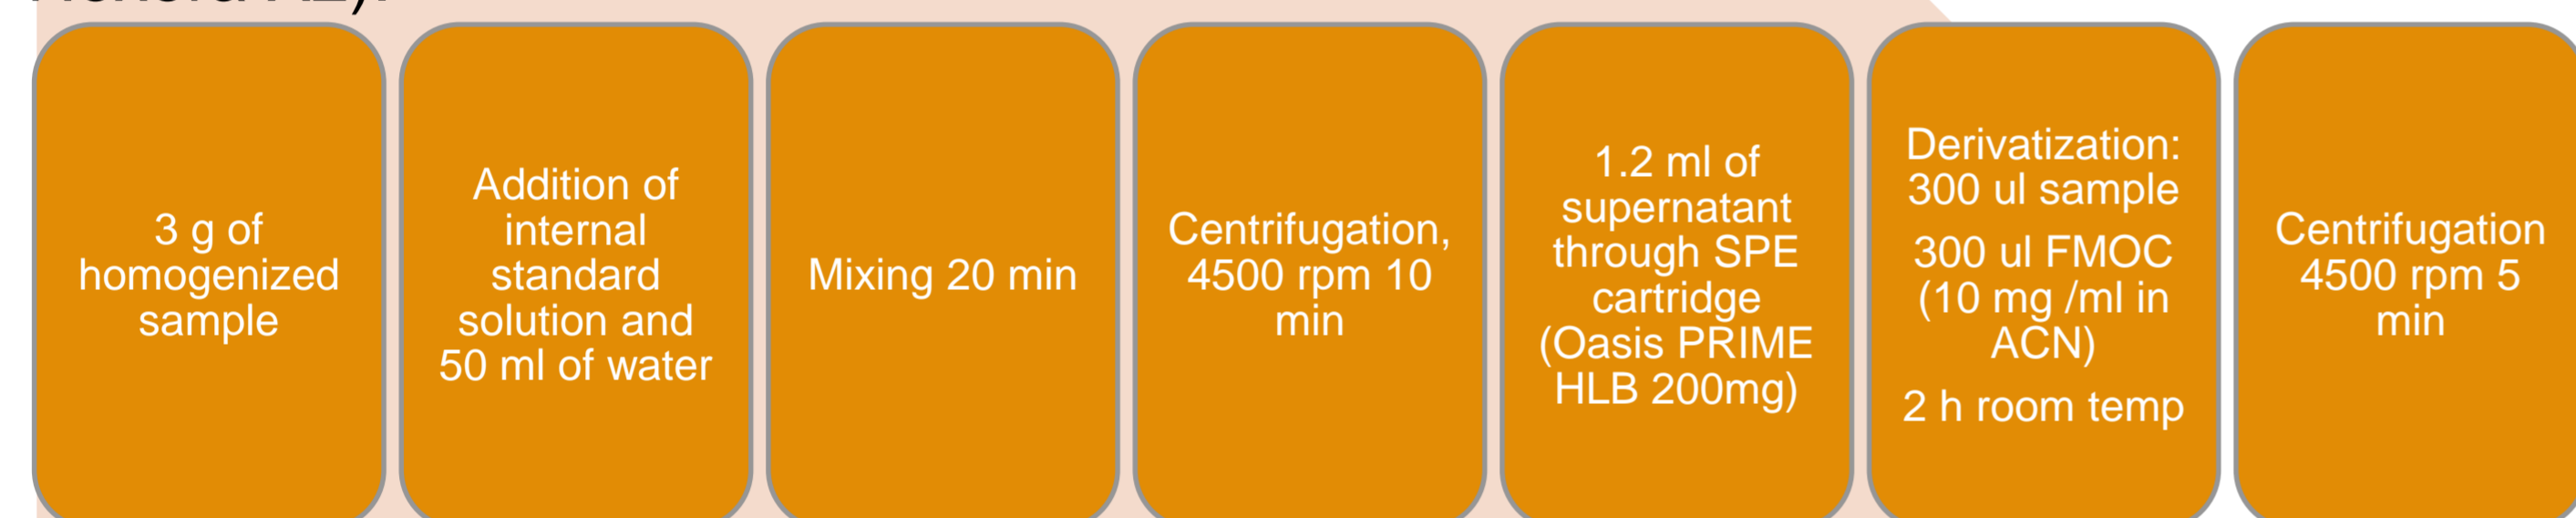 3 g of
homogenized
sample
Addition of
internal
standard
solution and
50 ml of water
Mixing 20 min
Centrifugation,
4500 rpm 10
min
1.2 ml of
supernatant
through SPE
cartridge
(Oasis PRIME
HLB 200mg)
Derivatization:
300 ul sample
300 ul FMOC
(10 mg /ml in
ACN)
2 h room temp
Centrifugation
4500 rpm 5
min